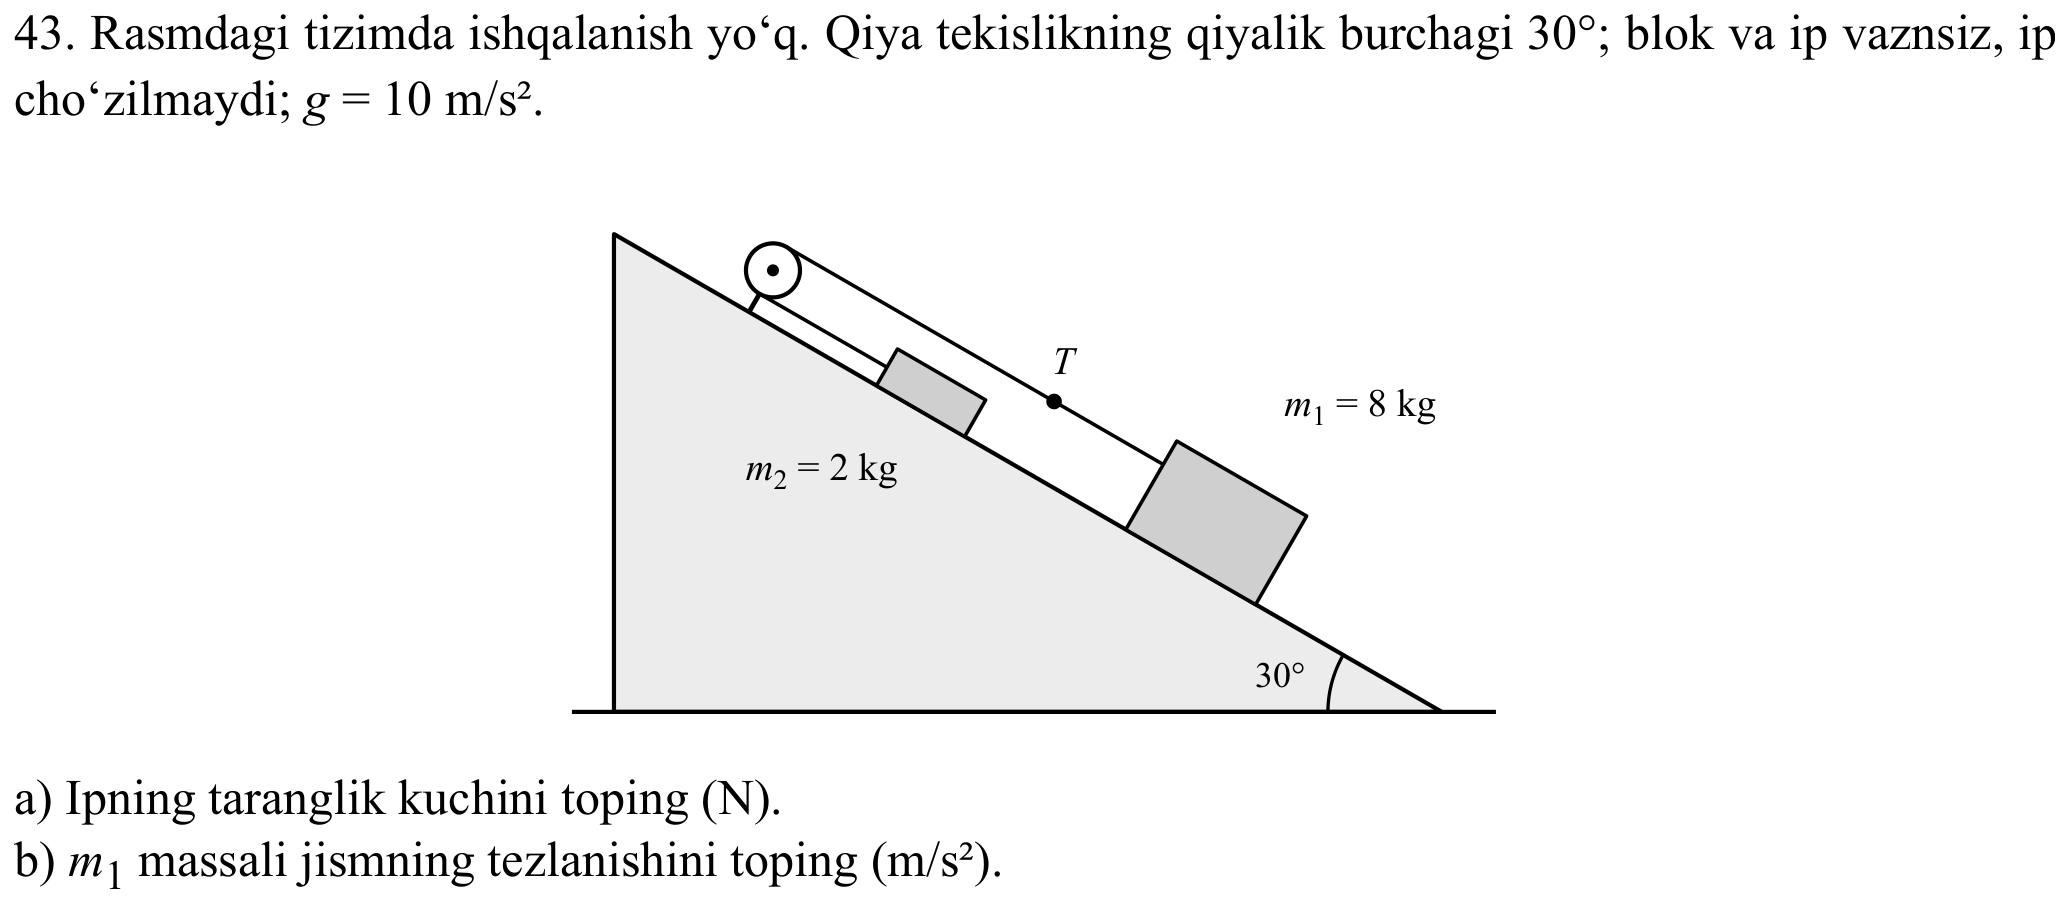 43. Rasmdagi tizimda ishqalanish yo‘q. Qiya tekislikning qiyalik burchagi 30°; blok va ip vaznsiz, ip
cho‘zilmaydi; g = 10 m/s².
T
m₁ = 8 kg
m₂ = 2 kg
30°
a) Ipning taranglik kuchini toping (N).
b) m₁ massali jismning tezlanishini toping (m/s²).